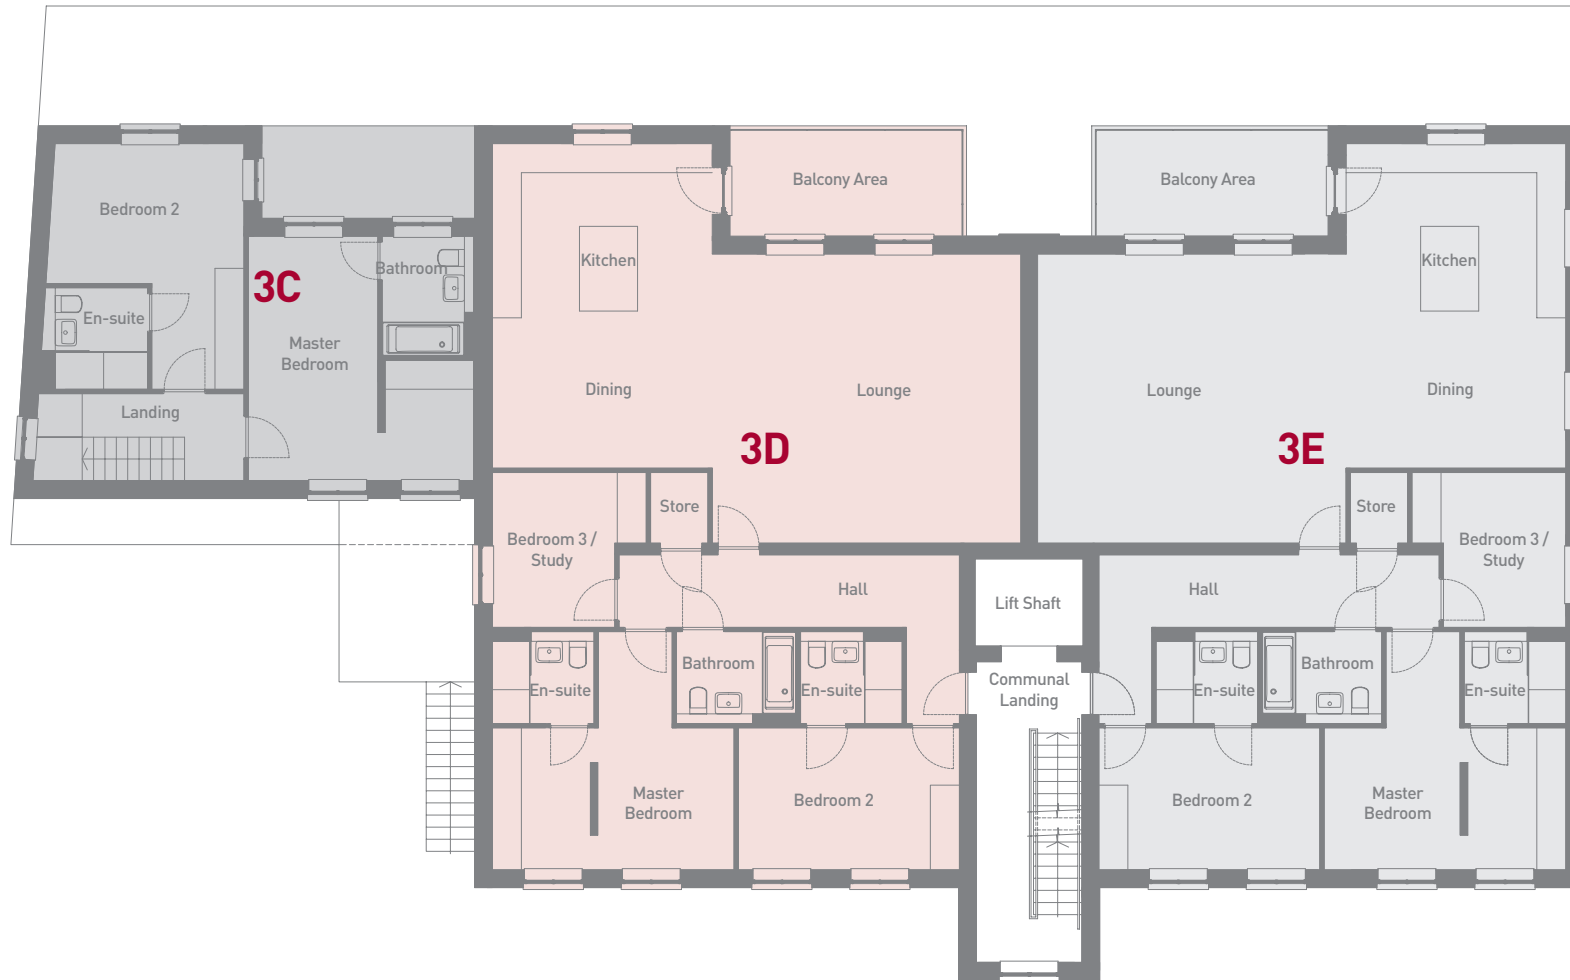 Balcony Area
Balcony Area
Bedroom 2
Kitchen
Kitchen
Bathroom
3C
En-suite
Master
Bedroom
Dining
Lounge
Lounge
Dining
Landing
3D
3E
Store
Store
Bedroom 3 /
Study
Bedroom 3 /
Study
Hall
Lift Shaft
Hall
Bathroom
Bathroom
En-suite
En-suite
Communal
Landing
En-suite
En-suite
Master
Bedroom
Bedroom 2
Bedroom 2
Master
Bedroom